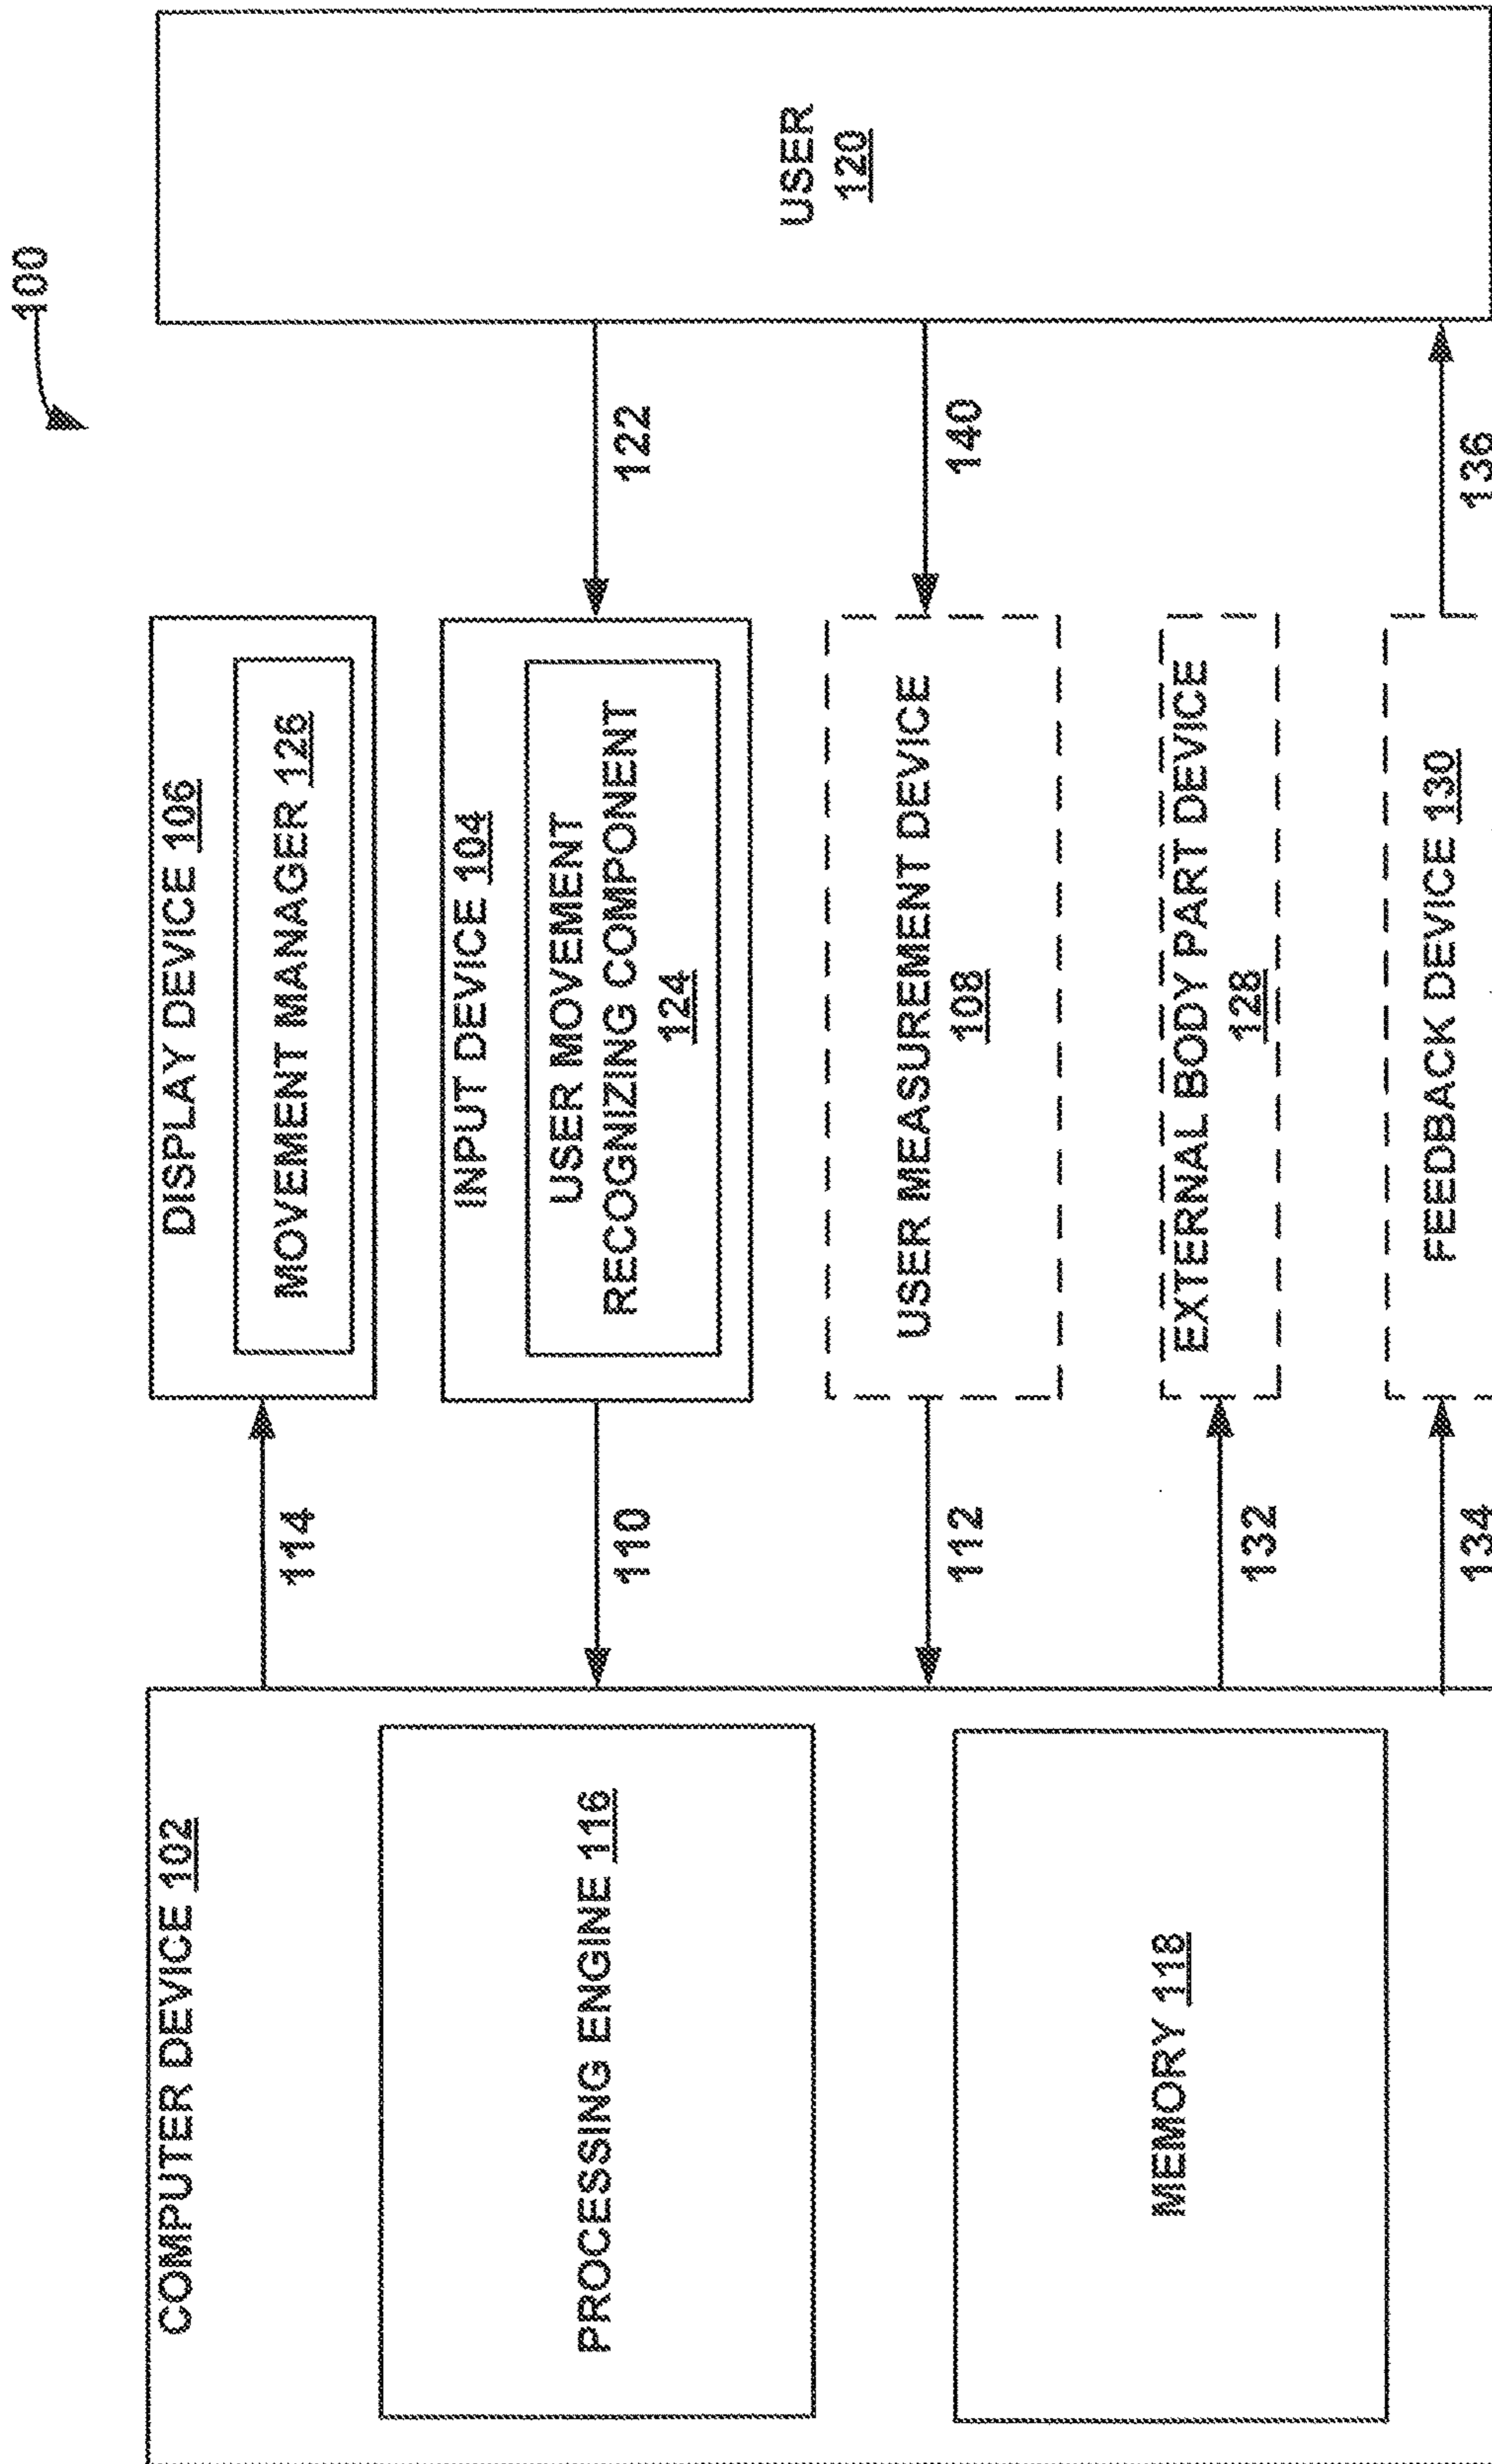 100
COMPUTER DEVICE 102
PROCESSING ENGINE 116
MEMORY 118
114
110
112
132
134
DISPLAY DEVICE 106
MOVEMENT MANAGER 126
INPUT DEVICE 104
USER MOVEMENT
RECOGNIZING COMPONENT
124
USER MEASUREMENT DEVICE
108
EXTERNAL BODY PART DEVICE
128
FEEDBACK DEVICE 130
122
140
136
USER
120